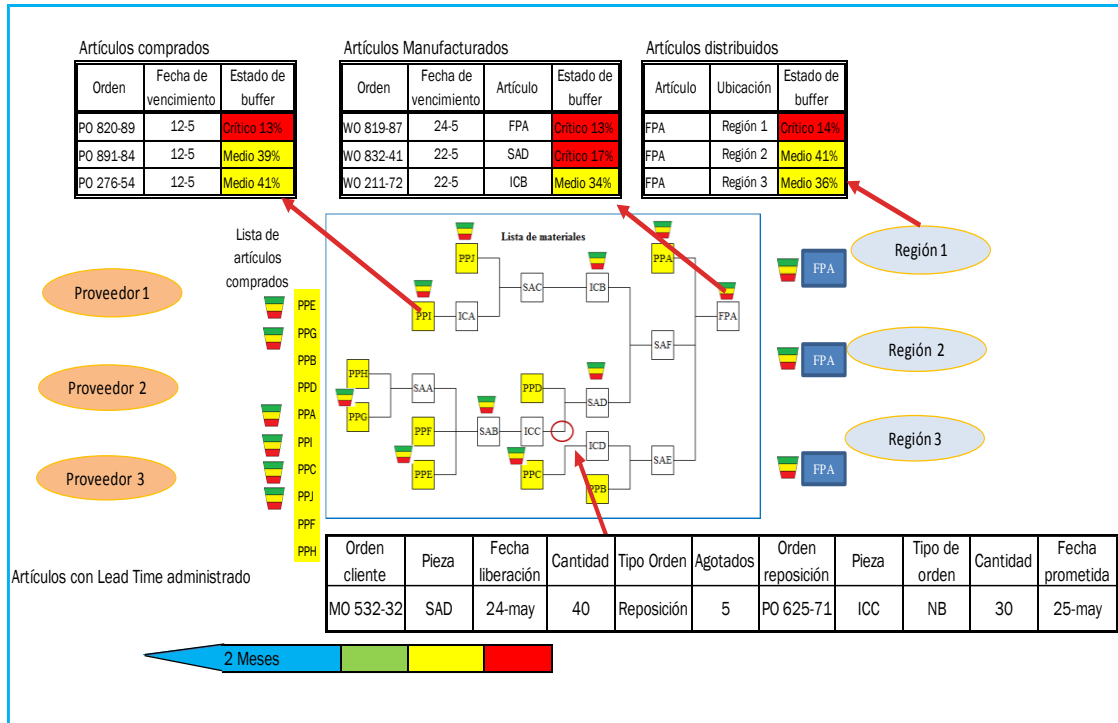 Artículos comprados
Orden Fecha de vencimiento Estado de buffer
PO 820-89 12-5 Crítico 13%
PO 891-84 12-5 Medio 39%
PO 276-54 12-5 Medio 41%
Artículos Manufacturados
Orden Fecha de vencimiento Artículo Estado de buffer
WO 819-87 24-5 FPA Crítico 13%
WO 832-41 22-5 SAD Crítico 17%
WO 211-72 22-5 ICB Medio 34%
Artículos distribuidos
Artículo Ubicación Estado de buffer
FPA Región 1 Crítico 14%
FPA Región 2 Medio 41%
FPA Región 3 Medio 36%
Proveedor 1
Proveedor 2
Proveedor 3
Lista de
artículos
comprados
PPE
PPG
PPB
PPD
PPA
PPI
PPC
PPJ
PPF
PPH
Lista de materiales
PPJ
PPA
SAC
ICB
PPI
ICA
FPA
SAF
PPH
SAA
PPD
SAD
PPG
PPF
SAB
ICC
ICD
PPE
PPC
SAE
PPB
FPA
Región 1
FPA
Región 2
Región 3
FPA
Artículos con Lead Time administrado
Orden cliente Pieza Fecha liberación Cantidad Tipo Orden Agotados Orden reposición Pieza Tipo de orden Cantidad Fecha prometida
MO 532-32 SAD 24-may 40 Reposición 5 PO 625-71 ICC NB 30 25-may
2 Meses